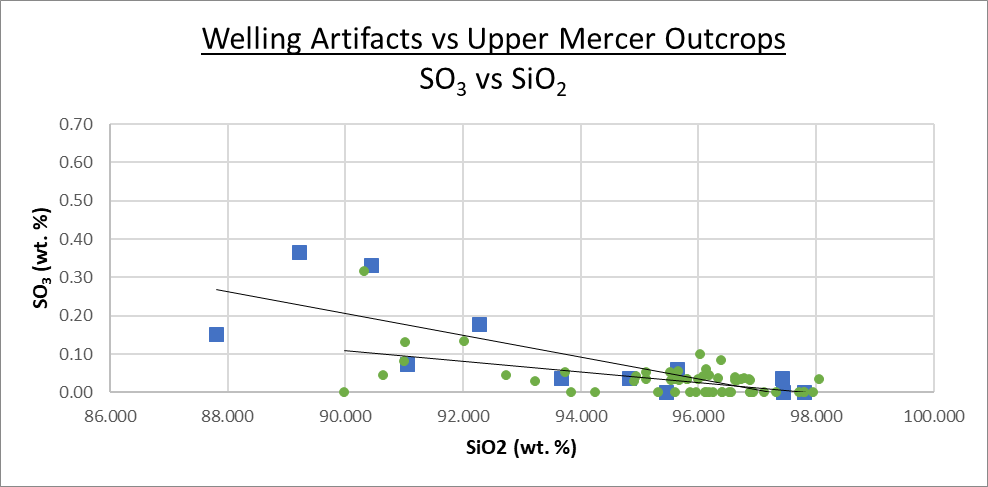 Welling Artifacts vs Upper Mercer Outcrops
SO₃ vs SiO₂
0.70
0.60
0.50
0.40
0.30
0.20
0.10
0.00
SO₃ (wt. %)
86.000 88.000 90.000 92.000 94.000 96.000 98.000 100.000
SiO2 (wt. %)